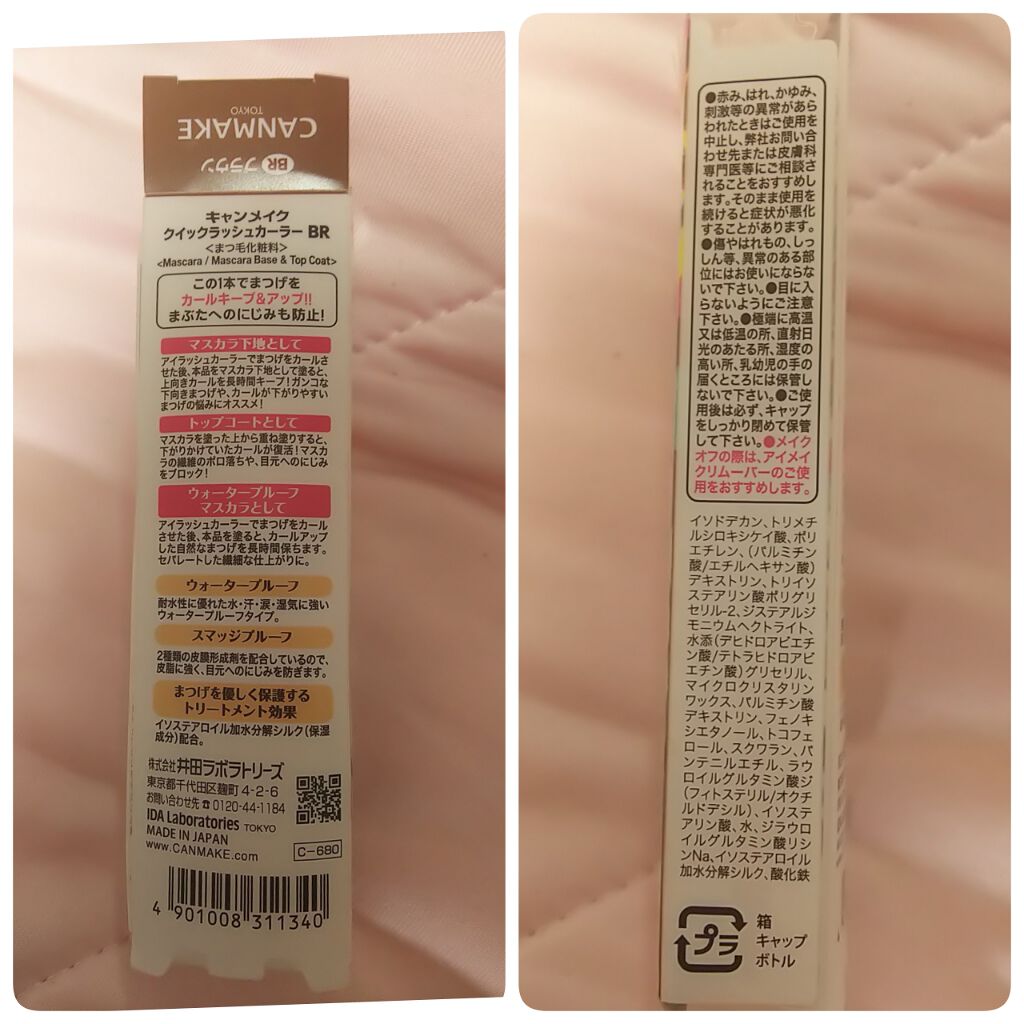 CANMAKE
TOKYO
BR ブラウン
キャンメイク
クイックラッシュカーラー BR
<まつ毛化粧料>
<Mascara / Mascara Base & Top Coat>
この1本でまつげを
カールキープ&アップ!!
まぶたへのにじみも防止!
マスカラ下地として
アイラッシュカーラーでまつげをカールさ
せた後、本品をマスカラ下地として塗ると、
上向きカールを長時間キープ!ガンコな
下向きまつげや、カールが下がりやすい
まつげの悩みにオススメ!
トップコートとして
マスカラを塗った上から重ね塗りすると、
下がりかけていたカールが復活!マスカ
ラの繊維のポロ落ちや、目元へのにじみ
をブロック!
ウォータープルーフ
マスカラとして
アイラッシュカーラーでまつげをカール
させた後、本品を塗ると、カールアップ
した自然なまつげを長時間保ちます。
セパレートした繊細な仕上がりに。
ウォータープルーフ
耐水性に優れた水・汗・涙・湿気に強い
ウォータープルーフタイプ。
スマッジプルーフ
2種類の皮膜形成剤を配合しているので、
皮脂に強く、目元へのにじみを防ぎます。
まつげを優しく保護する
トリートメント効果
イソステアロイル加水分解シルク(保湿
成分)配合。
株式会社 井田ラボラトリーズ
東京都千代田区麹町 4-2-6
お問い合わせ先 ☎ 0120-44-1184
IDA Laboratories TOKYO
MADE IN JAPAN
www.CANMAKE.com
C-680
4 901008 311340
●赤み、はれ、かゆみ、
刺激等の異常があら
われたときはご使用を
中止し、弊社お問い合
わせ先または皮膚科
専門医等にご相談さ
れることをおすすめし
ます。そのまま使用を
続けると症状が悪化
することがあります。
●傷やはれもの、しっ
しん等、異常のある部
位にはお使いにならな
いで下さい。●目に入
らないようにご注意
下さい。●極端に高温
又は低温の所、直射日
光のあたる所、湿度の
高い所、乳幼児の手の
届くところには保管し
ないで下さい。●ご使
用後は必ず、キャップ
をしっかり閉めて保管
して下さい。●メイク
オフの際は、アイメイ
クリムーバーのご使
用をおすすめします。
イソドデカン、トリメチ
ルシロキシケイ酸、ポリ
エチレン、(パルミチン
酸/エチルヘキサン酸)
デキストリン、トリイソ
ステアリン酸ポリグリ
セリル-2、ジステアルジ
モニウムヘクトライト、
水添(デヒドロアビエチ
ン酸/テトラヒドロアビ
エチン酸)グリセリル、
マイクロクリスタリン
ワックス、パルミチン酸
デキストリン、フェノキ
シエタノール、トコフェ
ロール、スクワラン、パ
ンテニルエチル、ラウ
ロイルグルタミン酸ジ
(フィトステリル/オクチ
ルドデシル)、イソステ
アリン酸、水、ジラウロ
イルグルタミン酸リシ
ンNa、イソステアロイル
加水分解シルク、酸化鉄
プラ
箱
キャップ
ボトル